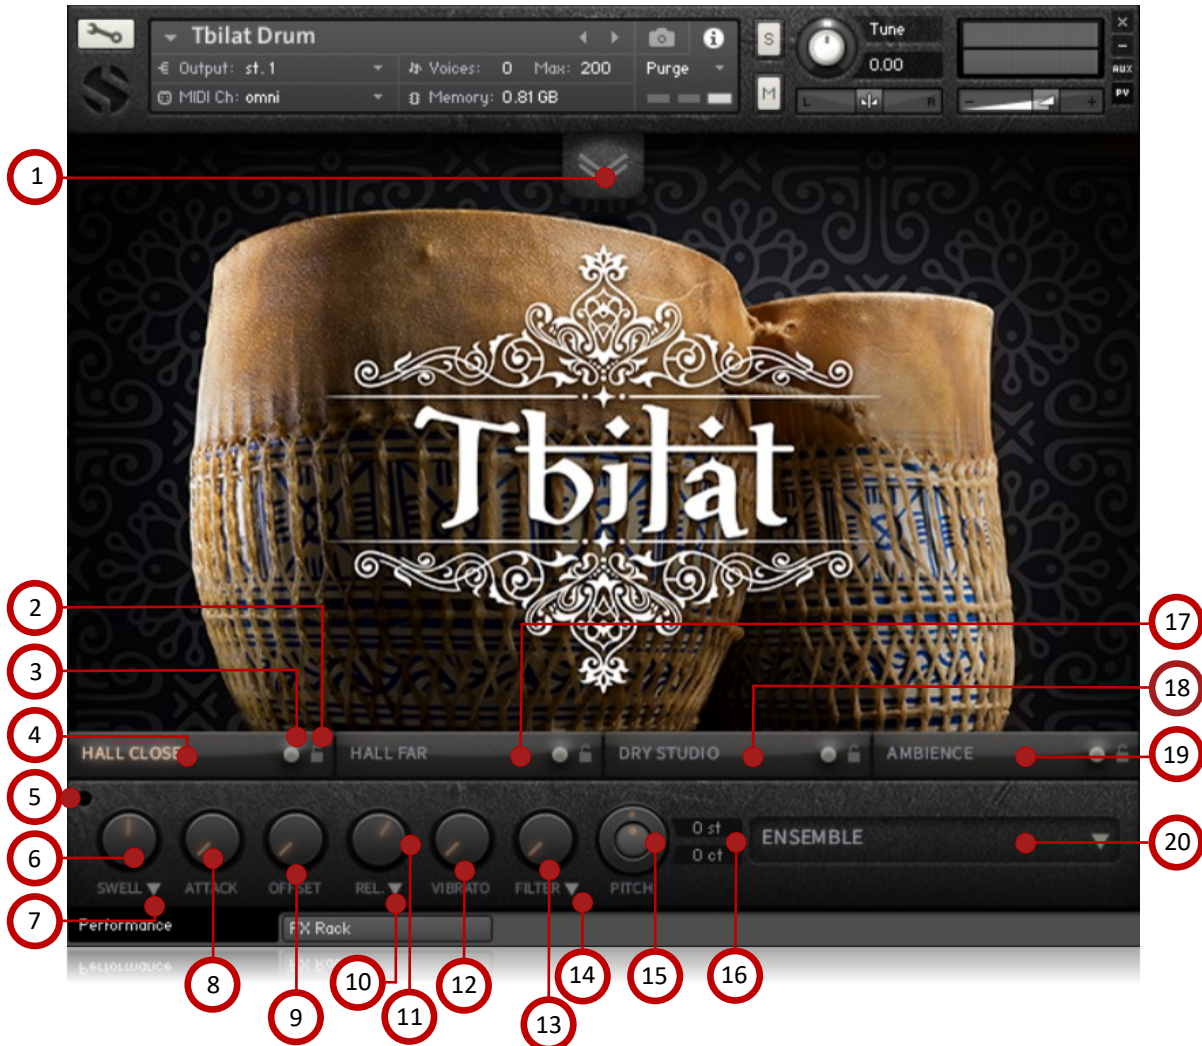 Tbilat Drum
Tune
S
Output: st.1
Voices: 0 Max: 200
Purge
0.00
AUX
MIDI Ch: omni
Memory: 0.81 GB
M
L
R
PV
1
Tbilat
2
17
3
18
4
HALL CLOSE
HALL FAR
DRY STUDIO
AMBIENCE
19
5
0 st
ENSEMBLE
20
6
0 ct
SWELL
ATTACK
OFFSET
REL.
VIBRATO
FILTER
PITCH
7
Performance
FX Rack
8
9
10
11
12
13
14
15
16